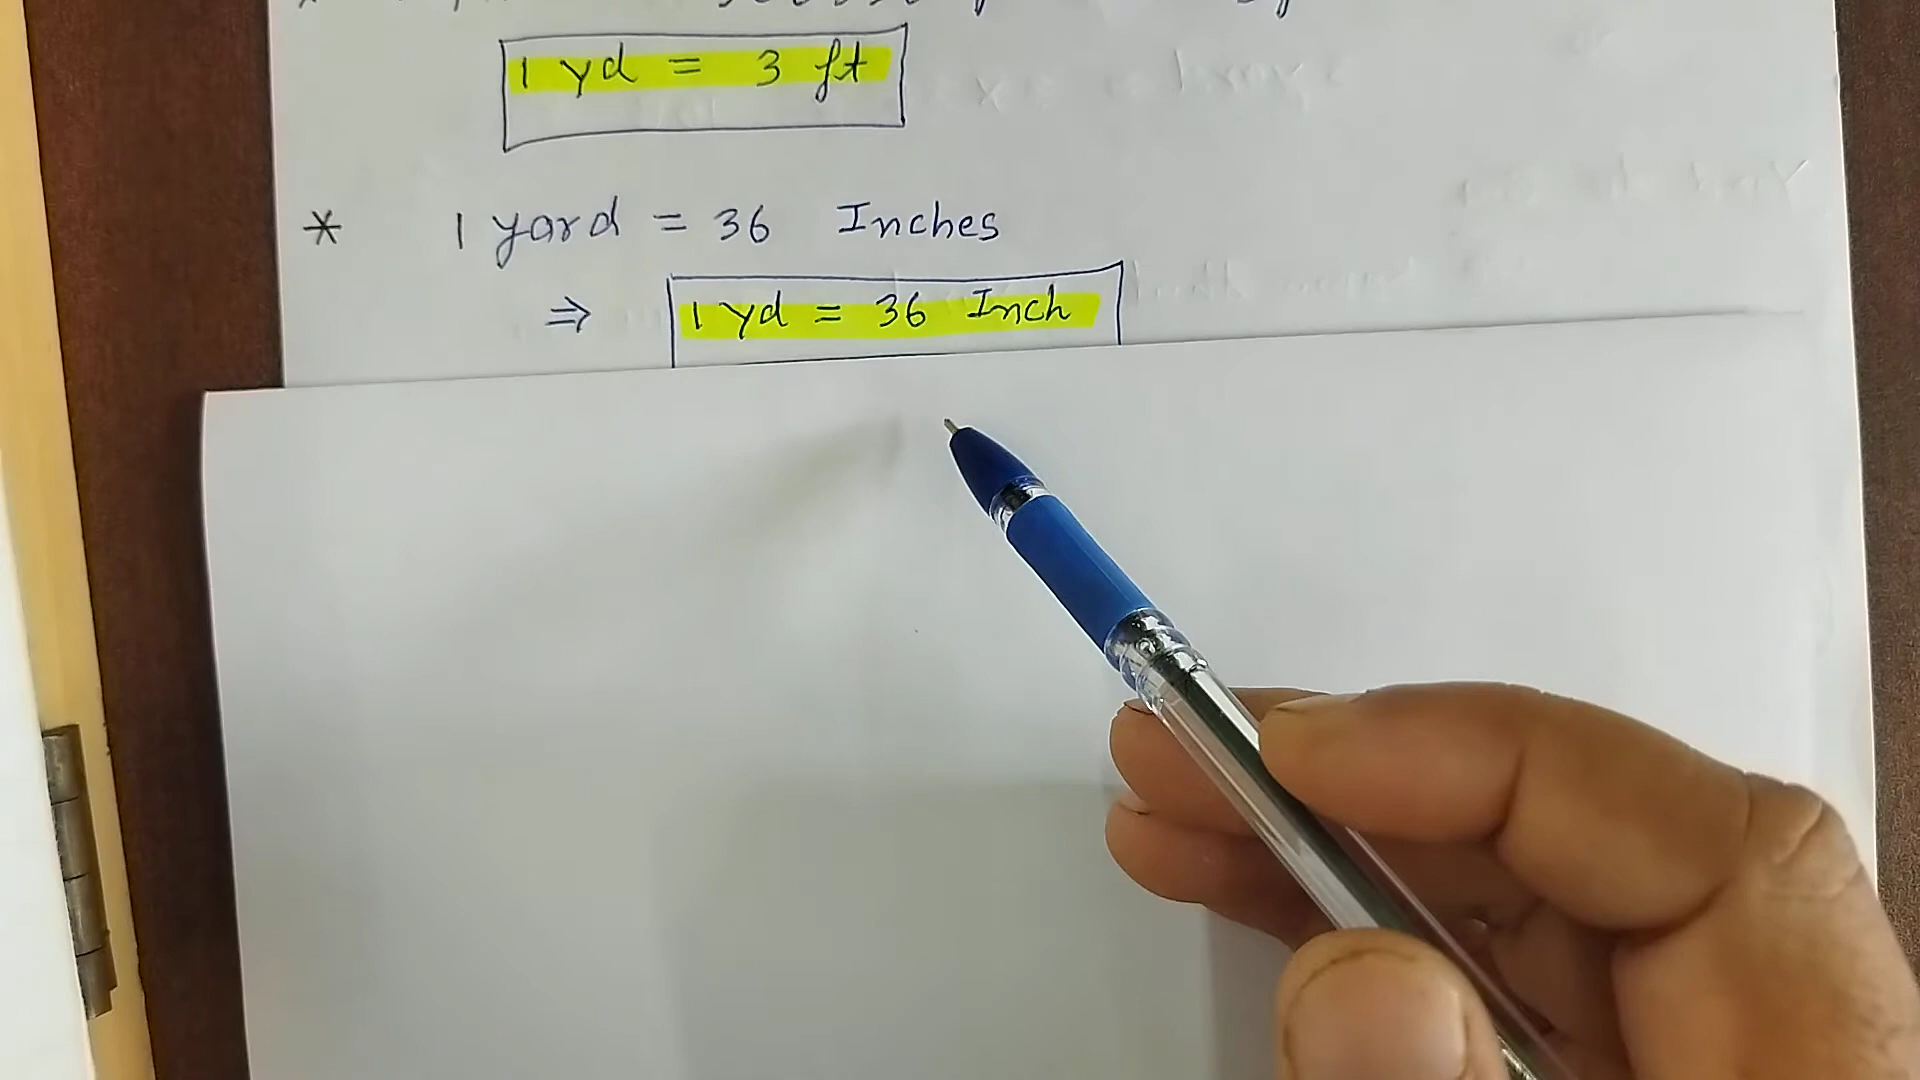 1 yd = 3 ft
* 1 yard = 36 Inches
⇒ 1 yd = 36 Inch